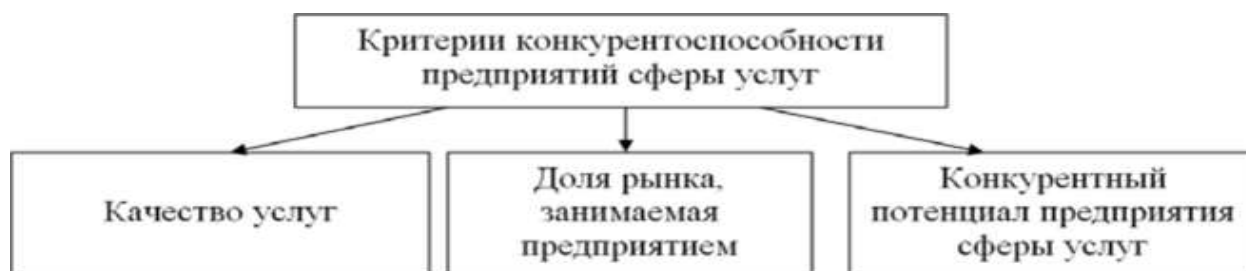 Критерии конкурентоспособности
предприятий сферы услуг
Качество услуг
Доля рынка,
занимаемая
предприятием
Конкурентный
потенциал предприятия
сферы услуг